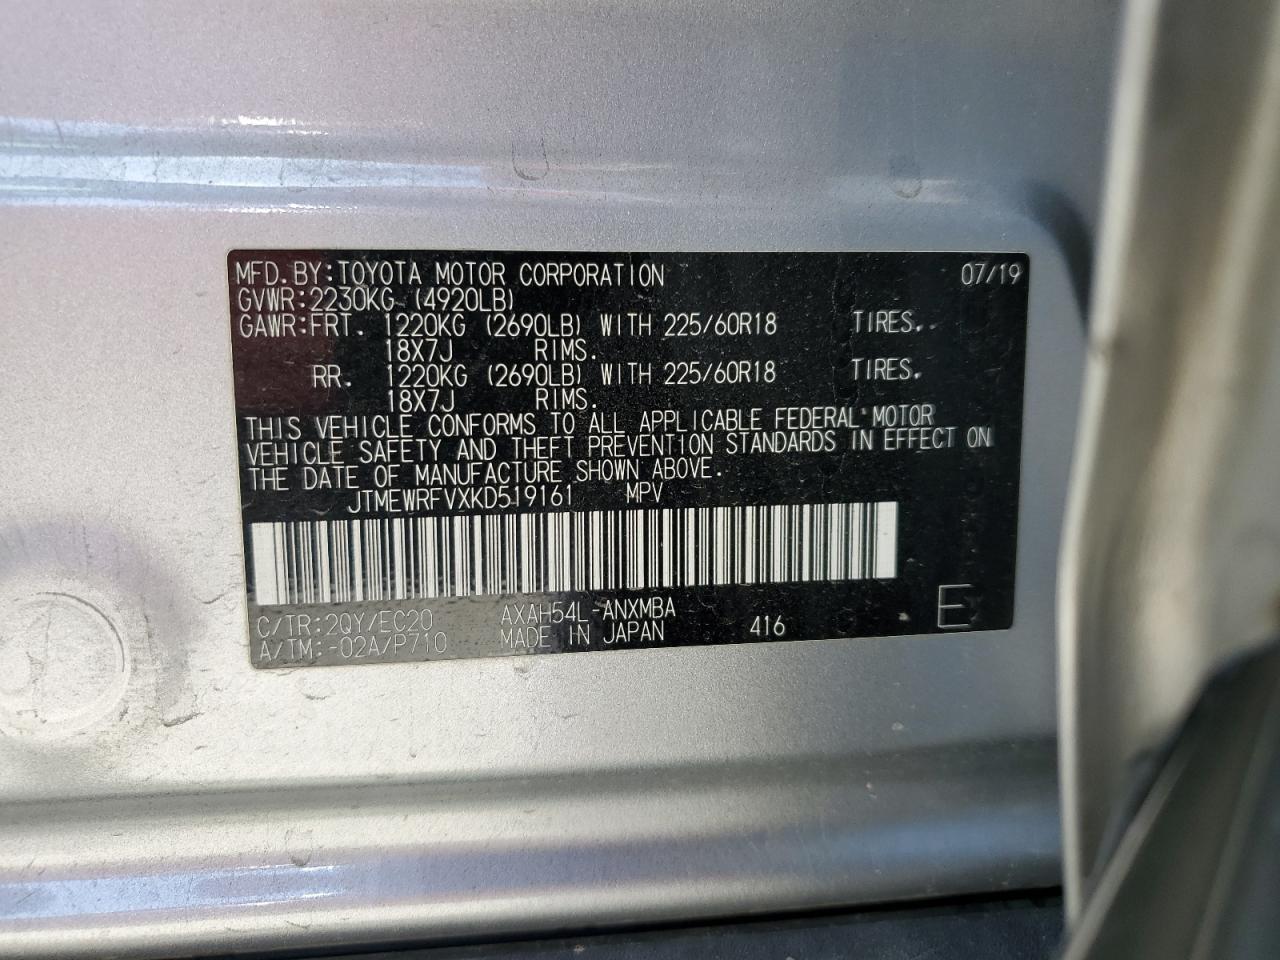 MFD.BY:TOYOTA MOTOR CORPORATION 07/19
GVWR:2230KG (4920LB)
GAWR:FRT. 1220KG (2690LB) WITH 225/60R18 TIRES.
18X7J RIMS.
RR. 1220KG (2690LB) WITH 225/60R18 TIRES.
18X7J RIMS.
THIS VEHICLE CONFORMS TO ALL APPLICABLE FEDERAL MOTOR
VEHICLE SAFETY AND THEFT PREVENTION STANDARDS IN EFFECT ON
THE DATE OF MANUFACTURE SHOWN ABOVE.
JTMEWRFVXKD519161 MPV
C/TR:2QY/EC20 AXAH54L-ANXMBA
A/TM:-02A/P710 MADE IN JAPAN 416 E